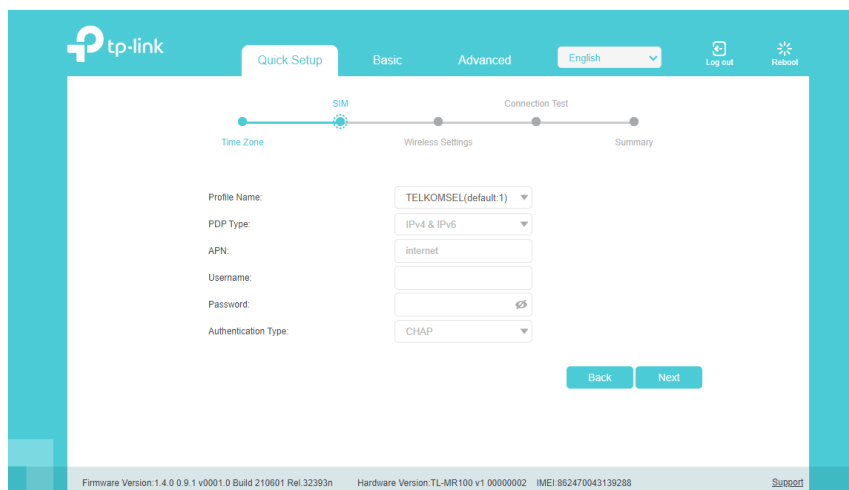 tp-link
Quick Setup Basic Advanced English Log out Reboot
SIM Connection Test
Time Zone Wireless Settings Summary
Profile Name: TELKOMSEL(default:1)
PDP Type: IPv4 & IPv6
APN: internet
Username:
Password:
Authentication Type: CHAP
Back Next
Firmware Version:1.4.0 0.9.1 v0001.0 Build 210601 Rel.32393n Hardware Version:TL-MR100 v1 00000002 IMEI:862470043139288 Support